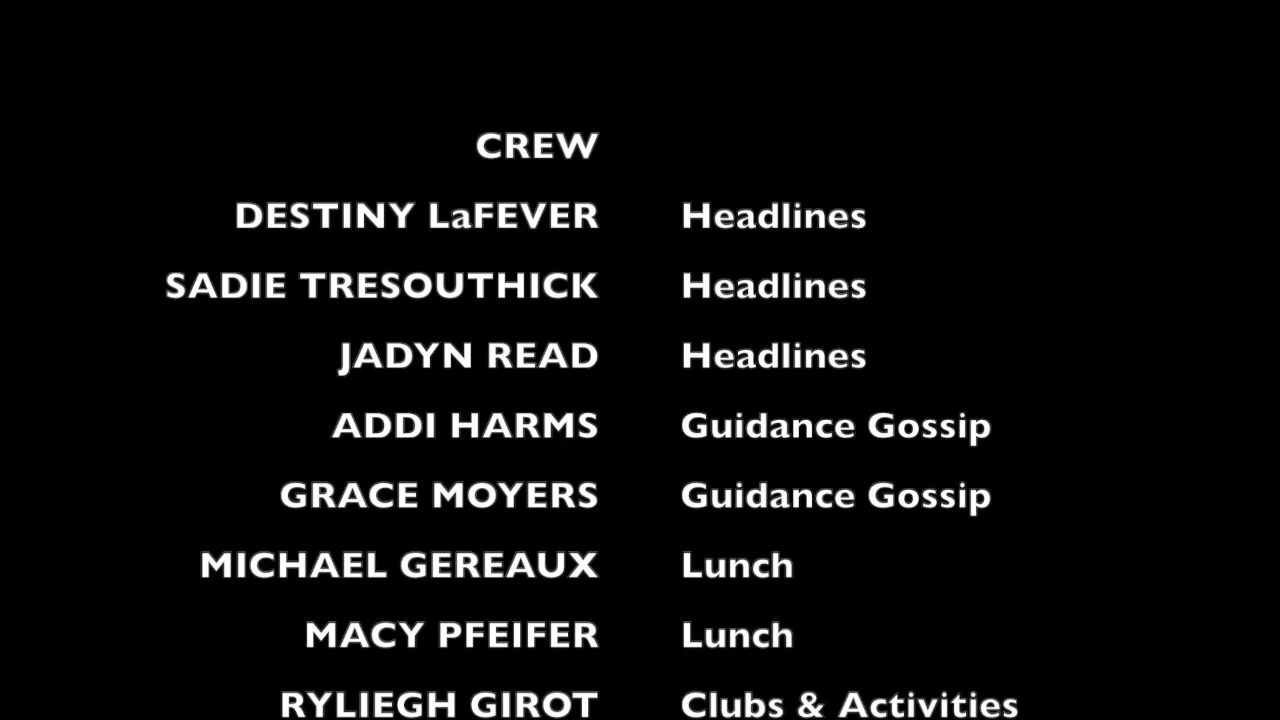 CREW
DESTINY LaFEVER Headlines
SADIE TRESOUTHICK Headlines
JADYN READ Headlines
ADDI HARMS Guidance Gossip
GRACE MOYERS Guidance Gossip
MICHAEL GEREAUX Lunch
MACY PFEIFER Lunch
RYLIEGH GIROT Clubs & Activities